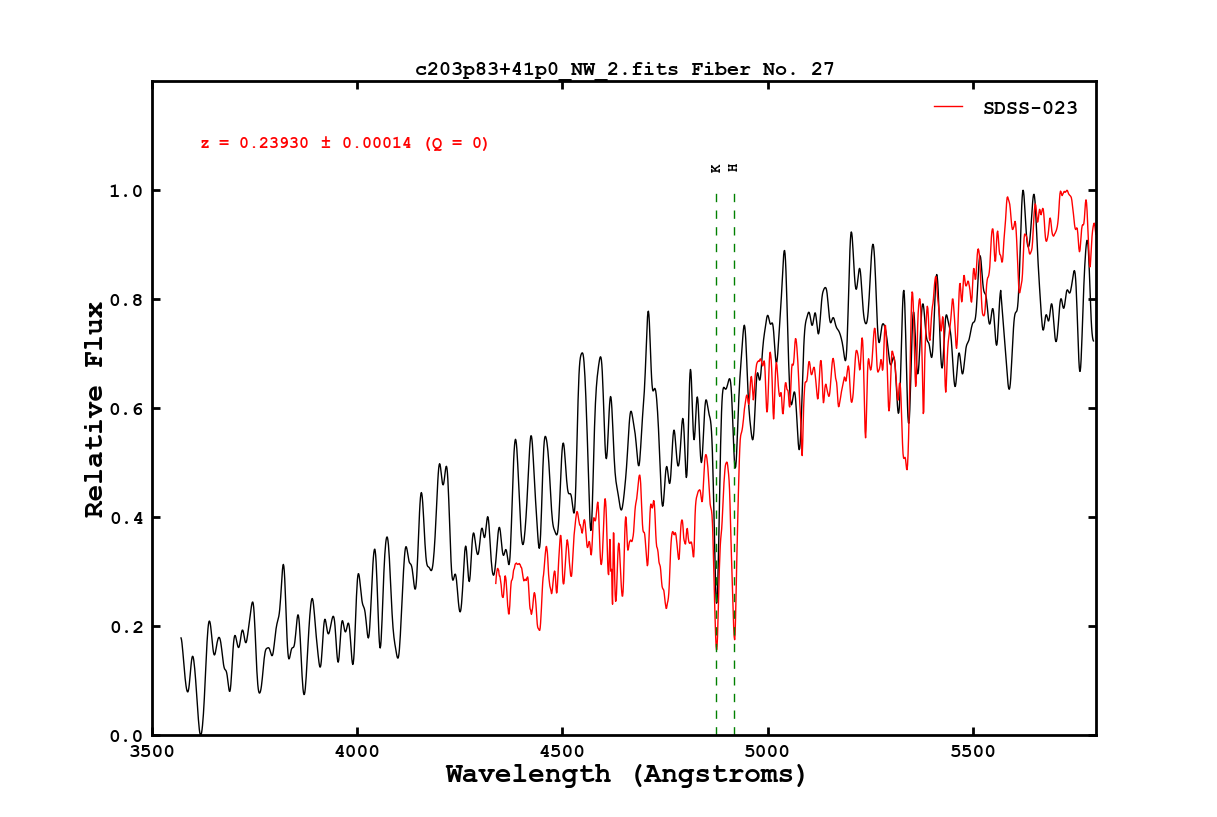 c203p83+41p0_NW_2.fits Fiber No. 27
SDSS-023
z = 0.23930 ± 0.00014 (Q = 0)
K H
1.0
0.8
0.6
0.4
0.2
0.0
Relative Flux
3500 4000 4500 5000 5500
Wavelength (Angstroms)